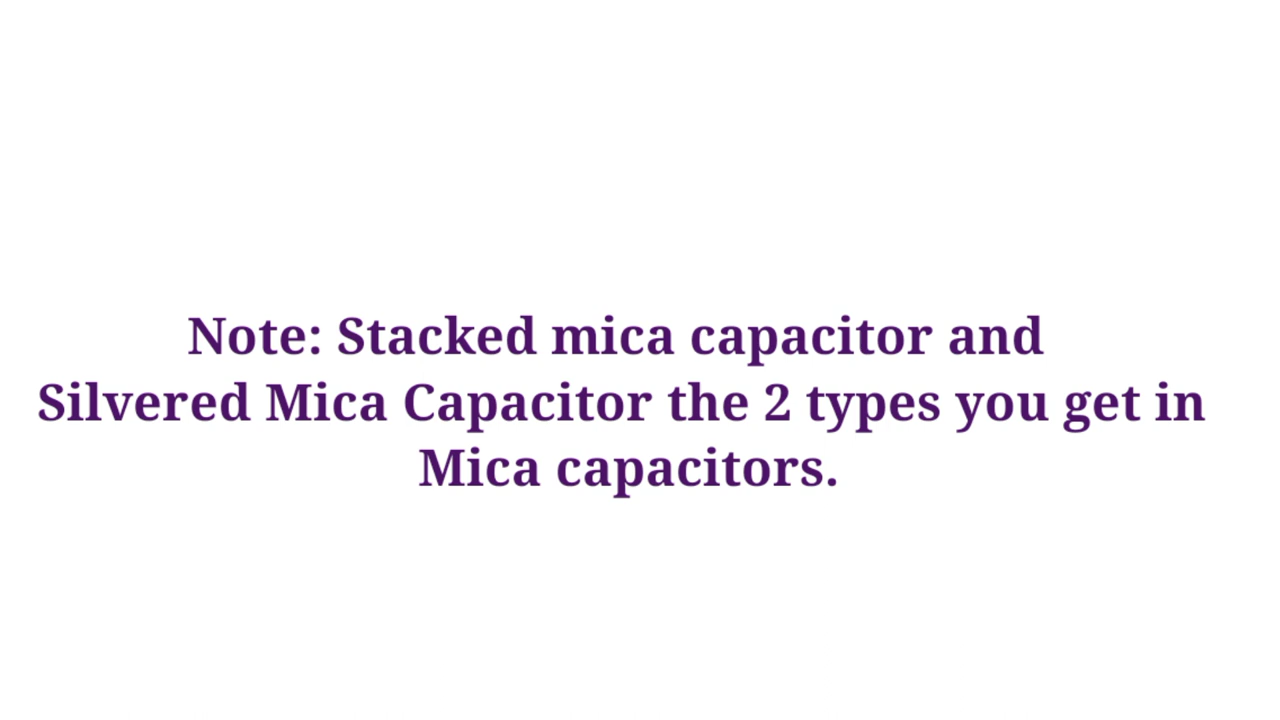 Note: Stacked mica capacitor and
Silvered Mica Capacitor the 2 types you get in
Mica capacitors.